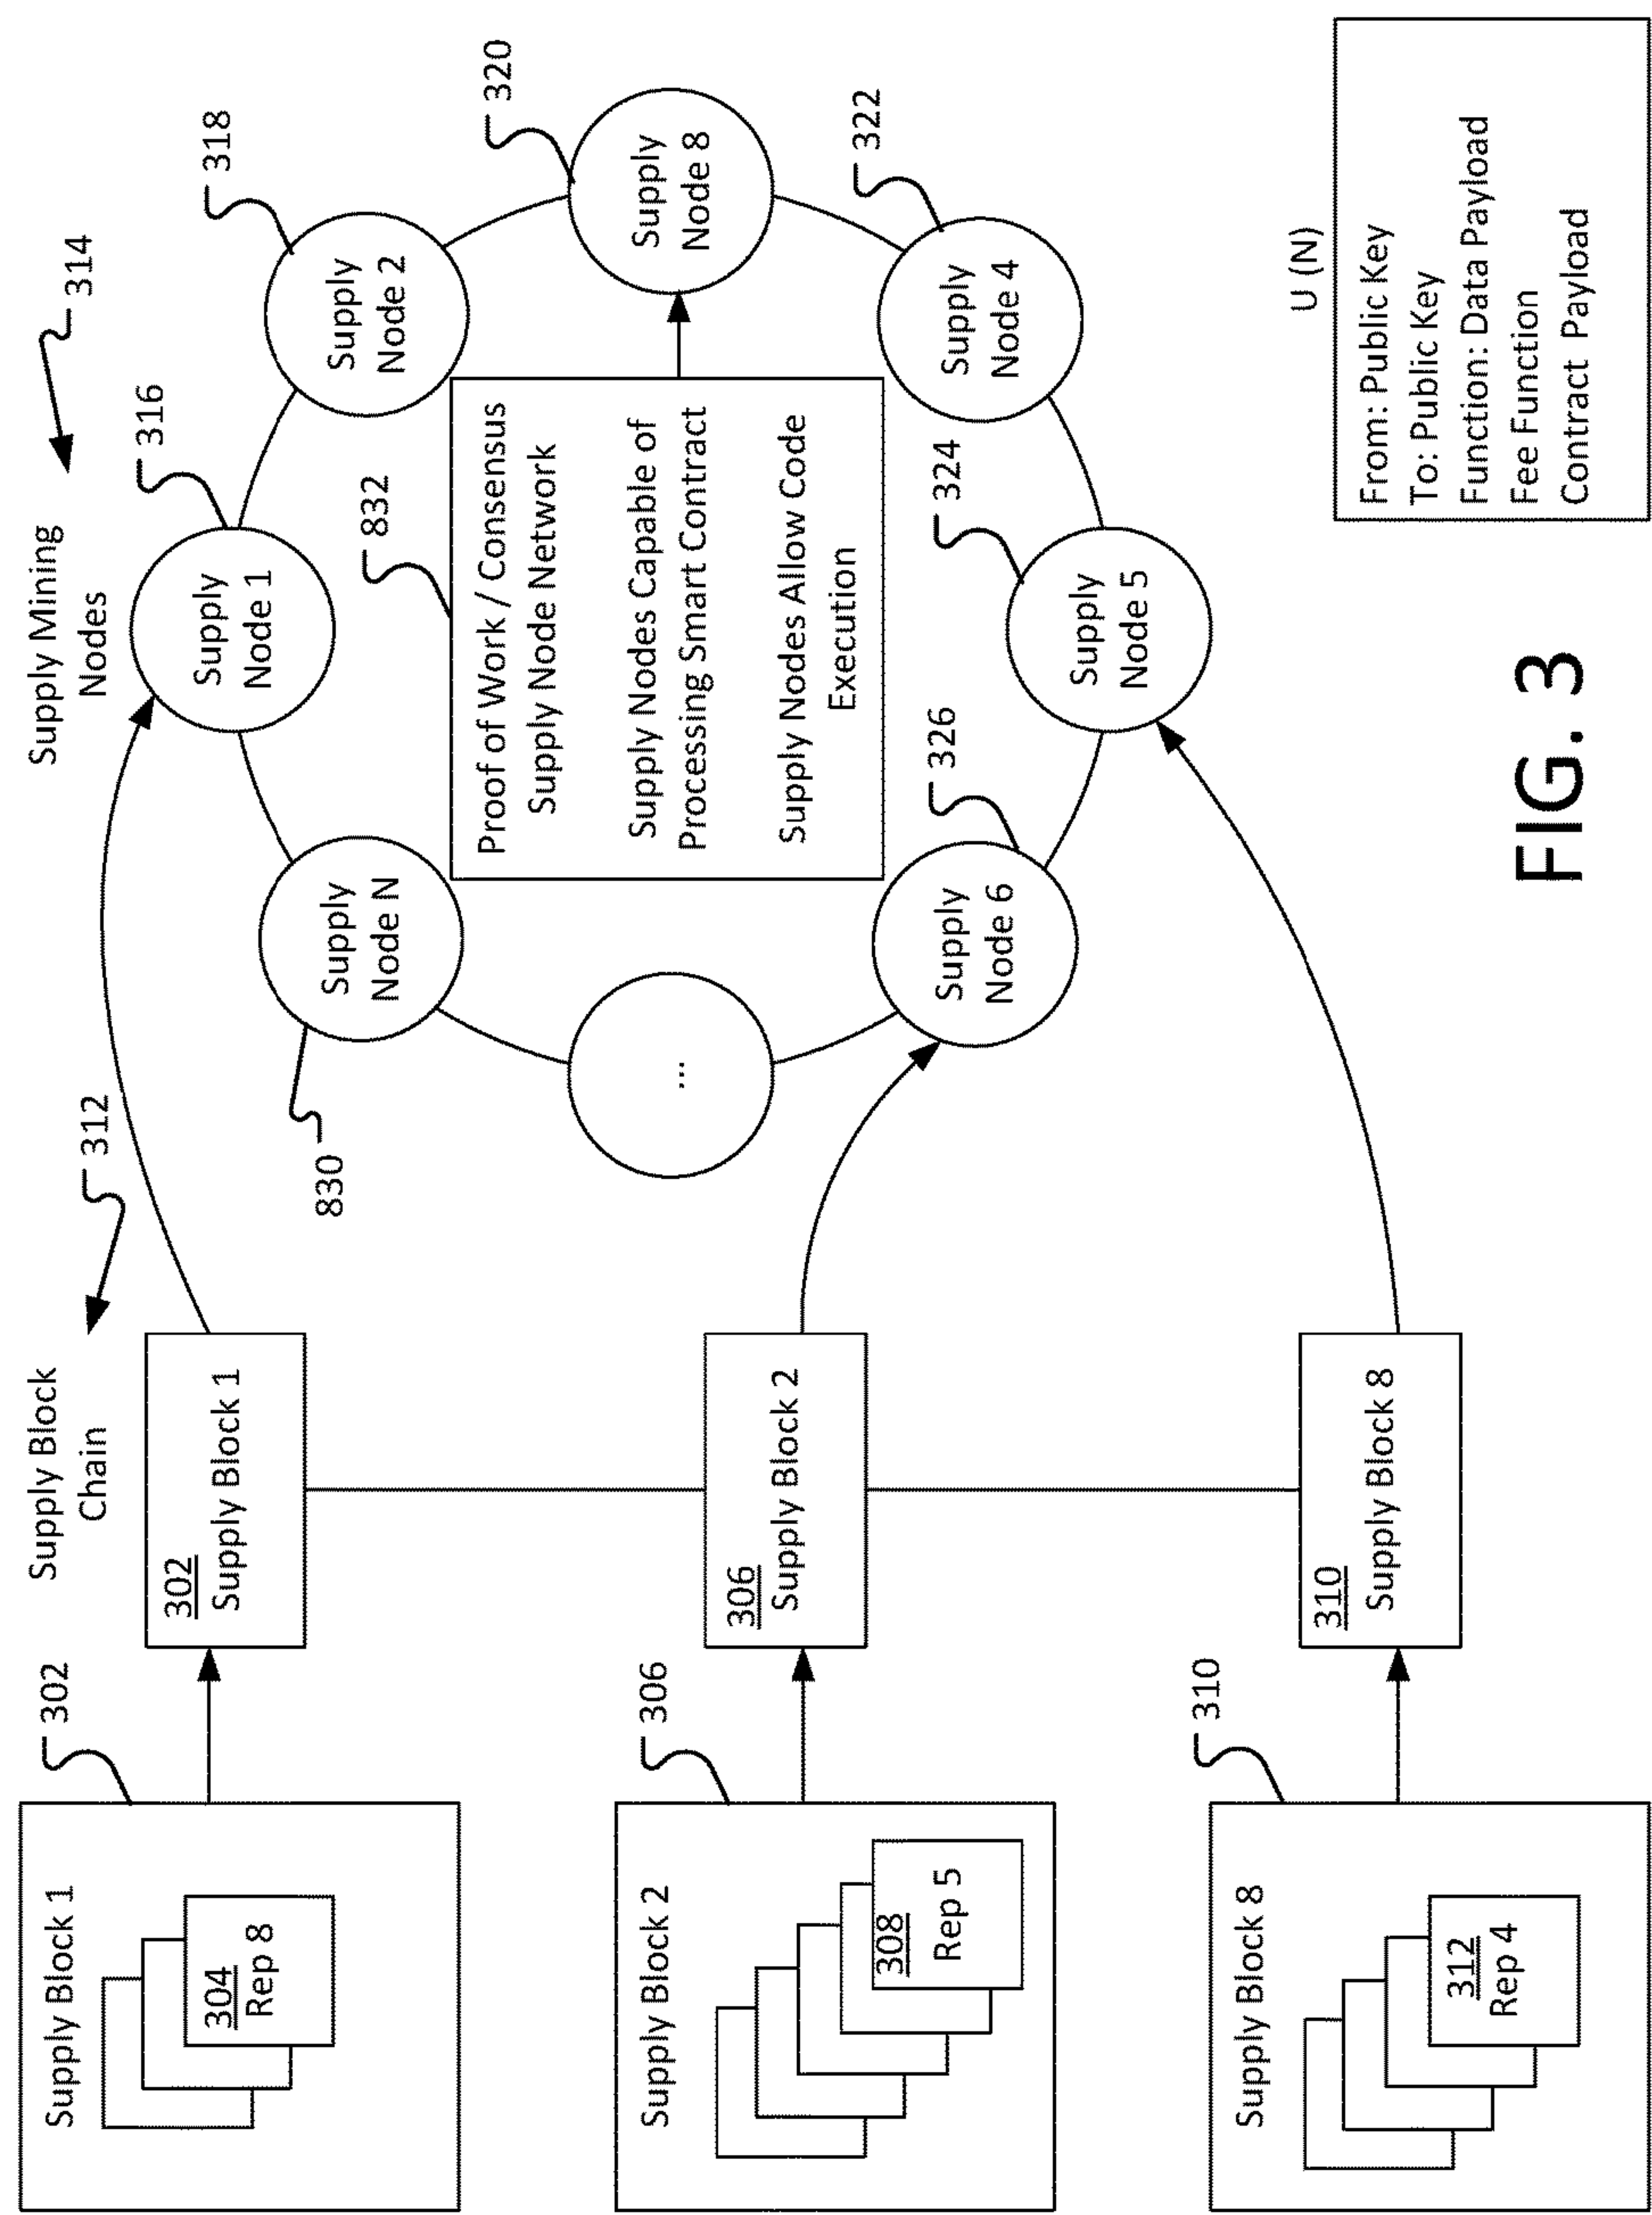 Supply Block 1
304
Rep 8
302
302
Supply Block 1
Supply Block
Chain
312
Supply Block 2
308
Rep 5
306
306
Supply Block 2
Supply Block 8
312
Rep 4
310
310
Supply Block 8
Supply Mining
Nodes
314
Supply
Node 1
316
Supply
Node 2
318
Supply
Node 8
320
Supply
Node 4
322
Supply
Node 5
324
Supply
Node 6
326
...
Supply
Node N
830
832
Proof of Work / Consensus
Supply Node Network
Supply Nodes Capable of
Processing Smart Contract
Supply Nodes Allow Code
Execution
U (N)
From: Public Key
To: Public Key
Function: Data Payload
Fee Function
Contract Payload
FIG. 3